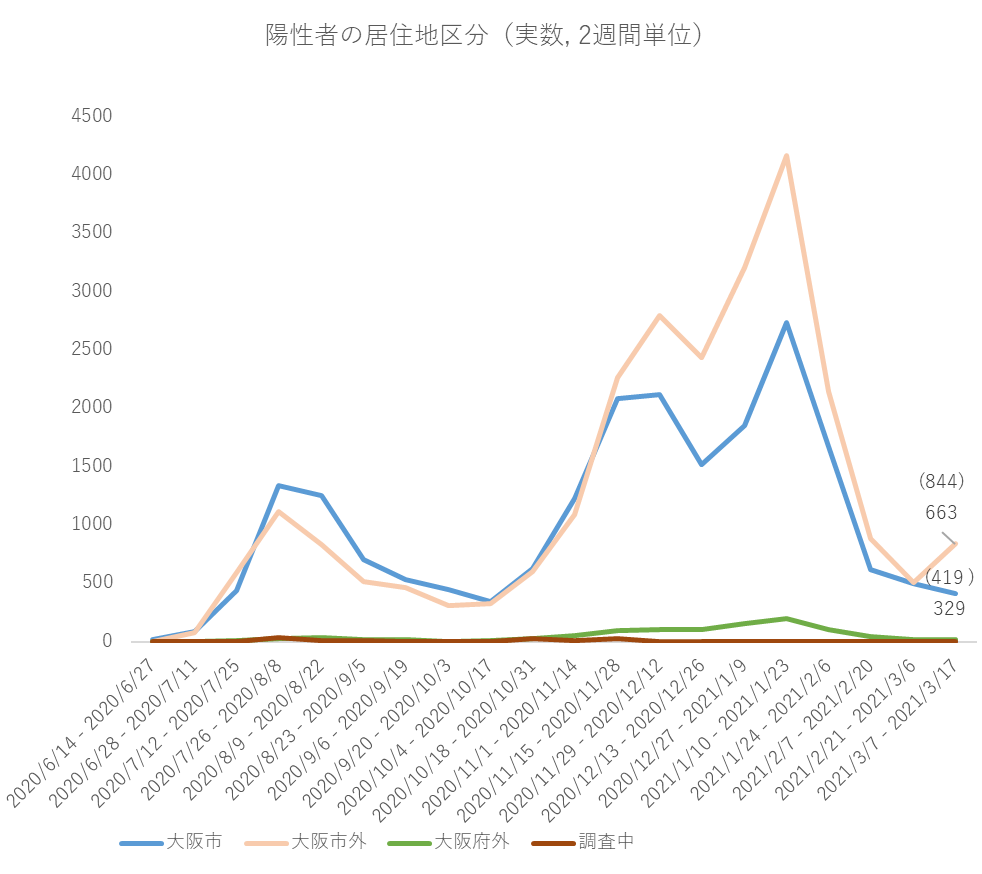 陽性者の居住地区分（実数, 2週間単位）
4500
4000
3500
3000
2500
2000
1500
1000
500
0
（844）
663
（419 ）
329
2020/6/14 - 2020/6/27
2020/6/28 - 2020/7/11
2020/7/12 - 2020/7/25
2020/7/26 - 2020/8/8
2020/8/9 - 2020/8/22
2020/8/23 - 2020/9/5
2020/9/6 - 2020/9/19
2020/9/20 - 2020/10/3
2020/10/4 - 2020/10/17
2020/10/18 - 2020/10/31
2020/11/1 - 2020/11/14
2020/11/15 - 2020/11/28
2020/11/29 - 2020/12/12
2020/12/13 - 2020/12/26
2020/12/27 - 2021/1/9
2021/1/10 - 2021/1/23
2021/1/24 - 2021/2/6
2021/2/7 - 2021/2/20
2021/2/21 - 2021/3/6
2021/3/7 - 2021/3/17
大阪市 大阪市外 大阪府外 調査中